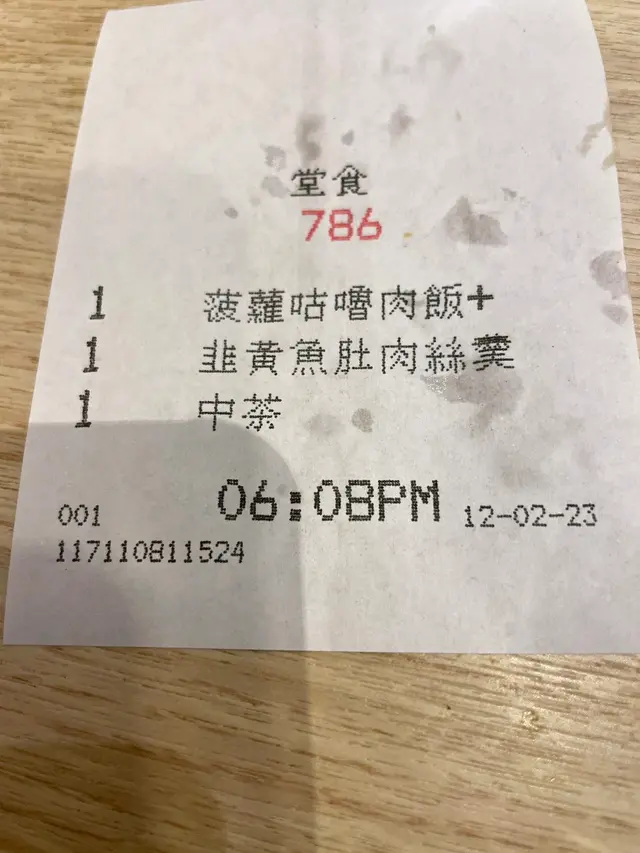 堂食
786
1 菠蘿咕嚕肉飯+
1 韭黃魚肚肉絲羹
1 中茶
06:08PM 12-02-23
001
117110811524